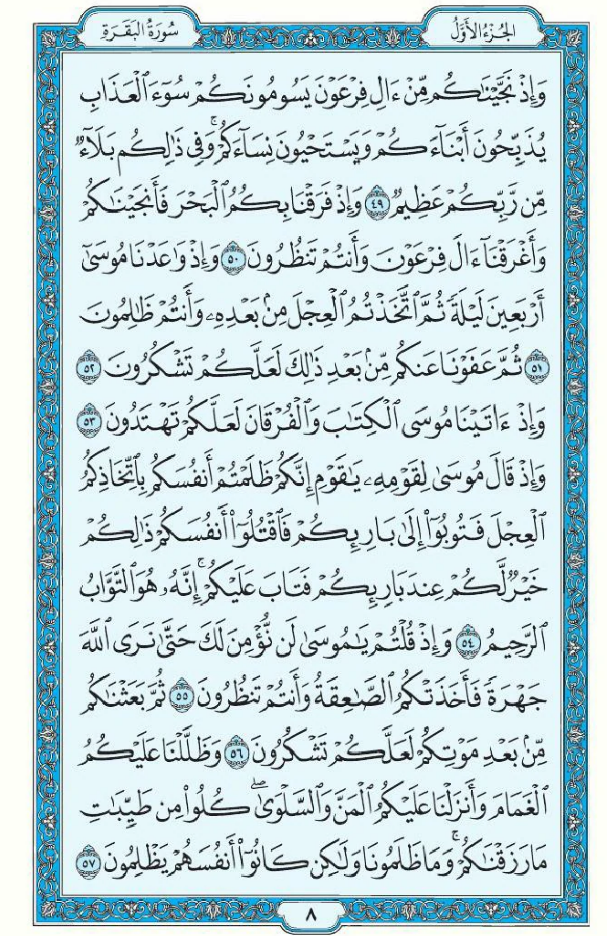 الجُزْءُ الأَوَّلُ
سُورَةُ البَقَرَةِ
وَإِذْ نَجَّيْنَٰكُم مِّنْ ءَالِ فِرْعَوْنَ يَسُومُونَكُمْ سُوٓءَ ٱلْعَذَابِ
يُذَبِّحُونَ أَبْنَآءَكُمْ وَيَسْتَحْيُونَ نِسَآءَكُمْ ۚ وَفِى ذَٰلِكُم بَلَآءٌ
مِّن رَّبِّكُمْ عَظِيمٌ ٤٩ وَإِذْ فَرَقْنَا بِكُمُ ٱلْبَحْرَ فَأَنجَيْنَٰكُمْ
وَأَغْرَقْنَآ ءَالَ فِرْعَوْنَ وَأَنتُمْ تَنظُرُونَ ٥٠ وَإِذْ وَٰعَدْنَا مُوسَىٰٓ
أَرْبَعِينَ لَيْلَةً ثُمَّ ٱتَّخَذْتُمُ ٱلْعِجْلَ مِنۢ بَعْدِهِۦ وَأَنتُمْ ظَٰلِمُونَ
٥١ ثُمَّ عَفَوْنَا عَنكُم مِّنۢ بَعْدِ ذَٰلِكَ لَعَلَّكُمْ تَشْكُرُونَ ٥٢
وَإِذْ ءَاتَيْنَا مُوسَى ٱلْكِتَٰبَ وَٱلْفُرْقَانَ لَعَلَّكُمْ تَهْتَدُونَ ٥٣
وَإِذْ قَالَ مُوسَىٰ لِقَوْمِهِۦ يَٰقَوْمِ إِنَّكُمْ ظَلَمْتُمْ أَنفُسَكُم بِٱتِّخَاذِكُمُ
ٱلْعِجْلَ فَتُوبُوٓا۟ إِلَىٰ بَارِئِكُمْ فَٱقْتُلُوٓا۟ أَنفُسَكُمْ ذَٰلِكُمْ
خَيْرٌ لَّكُمْ عِندَ بَارِئِكُمْ فَتَابَ عَلَيْكُمْ ۚ إِنَّهُۥ هُوَ ٱلتَّوَّابُ
ٱلرَّحِيمُ ٥٤ وَإِذْ قُلْتُمْ يَٰمُوسَىٰ لَن نُّؤْمِنَ لَكَ حَتَّىٰ نَرَى ٱللَّهَ
جَهْرَةً فَأَخَذَتْكُمُ ٱلصَّٰعِقَةُ وَأَنتُمْ تَنظُرُونَ ٥٥ ثُمَّ بَعَثْنَٰكُم
مِّنۢ بَعْدِ مَوْتِكُمْ لَعَلَّكُمْ تَشْكُرُونَ ٥٦ وَظَلَّلْنَا عَلَيْكُمُ
ٱلْغَمَامَ وَأَنزَلْنَا عَلَيْكُمُ ٱلْمَنَّ وَٱلسَّلْوَىٰ ۖ كُلُوا۟ مِن طَيِّبَٰتِ
مَا رَزَقْنَٰكُمْ ۚ وَمَا ظَلَمُونَا وَلَٰكِن كَانُوٓا۟ أَنفُسَهُمْ يَظْلِمُونَ ٥٧
٨